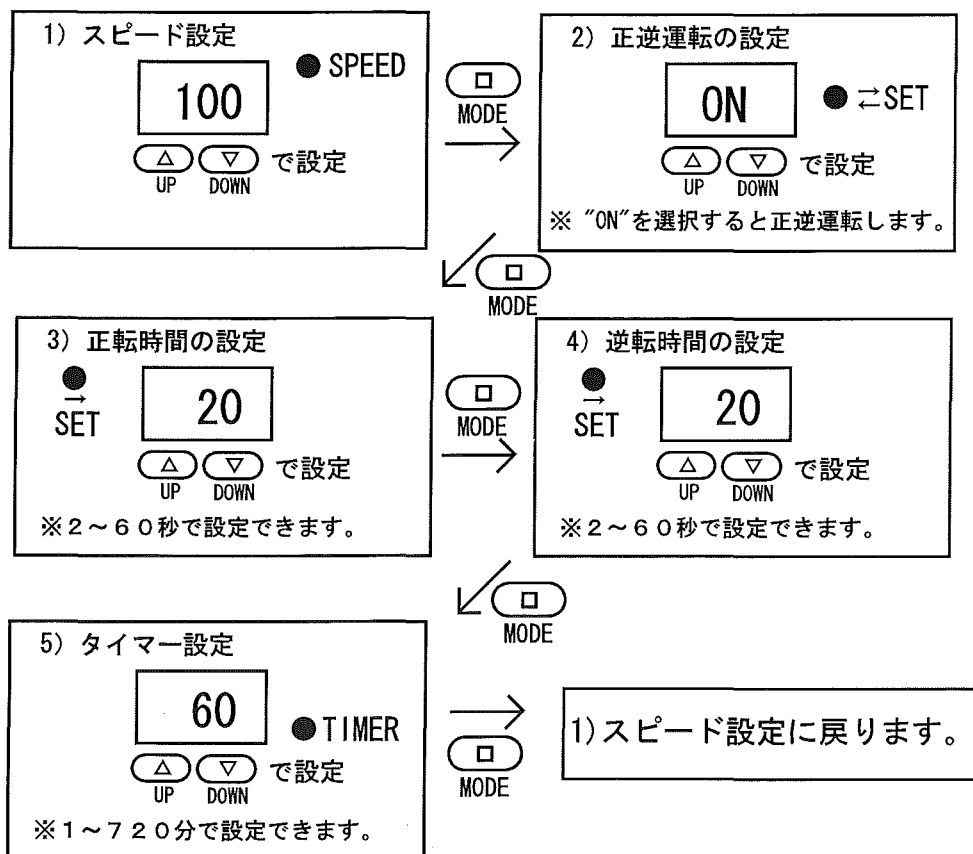 1) スピード設定
100
● SPEED
△ ▽ で設定
UP DOWN
□
MODE
→
2) 正逆運転の設定
ON
● ⇄SET
△ ▽ で設定
UP DOWN
※ "ON"を選択すると正逆運転します。
□
MODE
3) 正転時間の設定
●
→
SET
20
△ ▽ で設定
UP DOWN
※2~60秒で設定できます。
□
MODE
→
4) 逆転時間の設定
●
→
SET
20
△ ▽ で設定
UP DOWN
※2~60秒で設定できます。
□
MODE
5) タイマー設定
60
●TIMER
△ ▽ で設定
UP DOWN
※1~720分で設定できます。
→
□
MODE
1)スピード設定に戻ります。